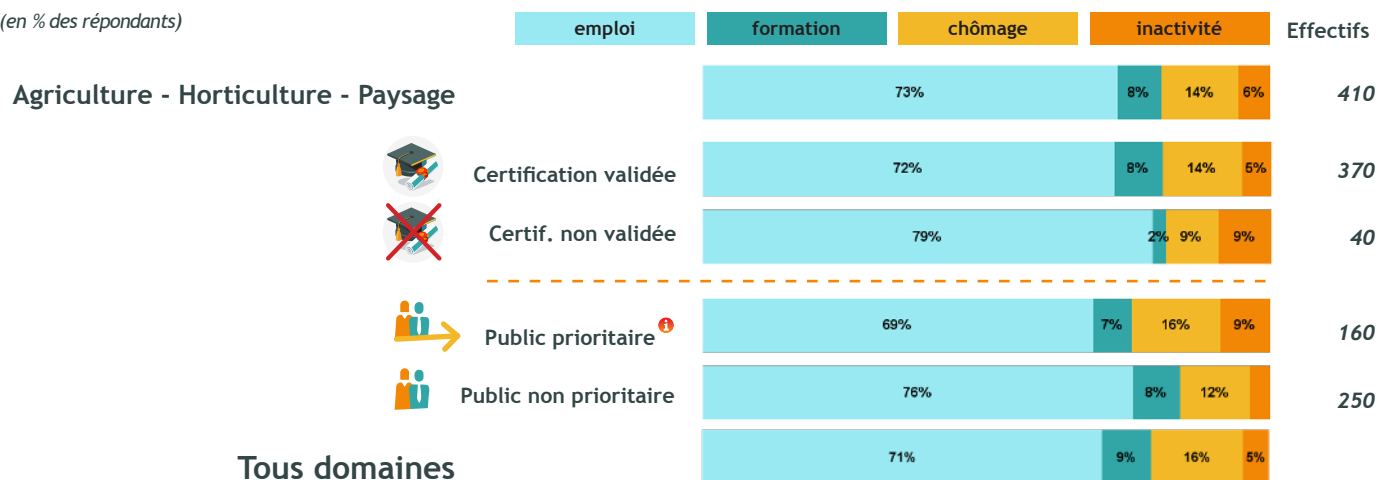 (en % des répondants)
emploi formation chômage inactivité Effectifs
Agriculture - Horticulture - Paysage 73% 8% 14% 6% 410
Certification validée 72% 8% 14% 5% 370
Certif. non validée 79% 2% 9% 9% 40
Public prioritaire i 69% 7% 16% 9% 160
Public non prioritaire 76% 8% 12% 250
Tous domaines 71% 9% 16% 5%